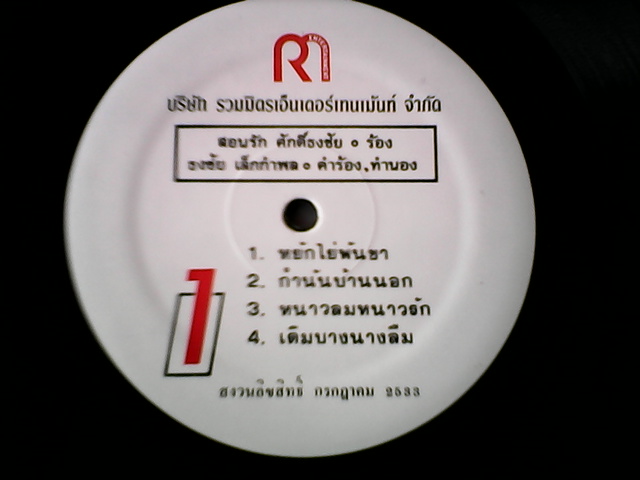 ENTERTAINMENT
บริษัท รวมมิตรเอ็นเตอร์เทนเม้นท์ จำกัด
สอนรัก ศักดิ์ธงชัย ๐ ร้อง
ธงชัย เล็กกำพล ๐ คำร้อง,ทำนอง
1. หยักไย่พันขา
2. กำนันบ้านนอก
3. หนาวลมหนาวรัก
4. เดิมบางนางลืม
1
สงวนลิขสิทธิ์ กรกฎาคม 2533